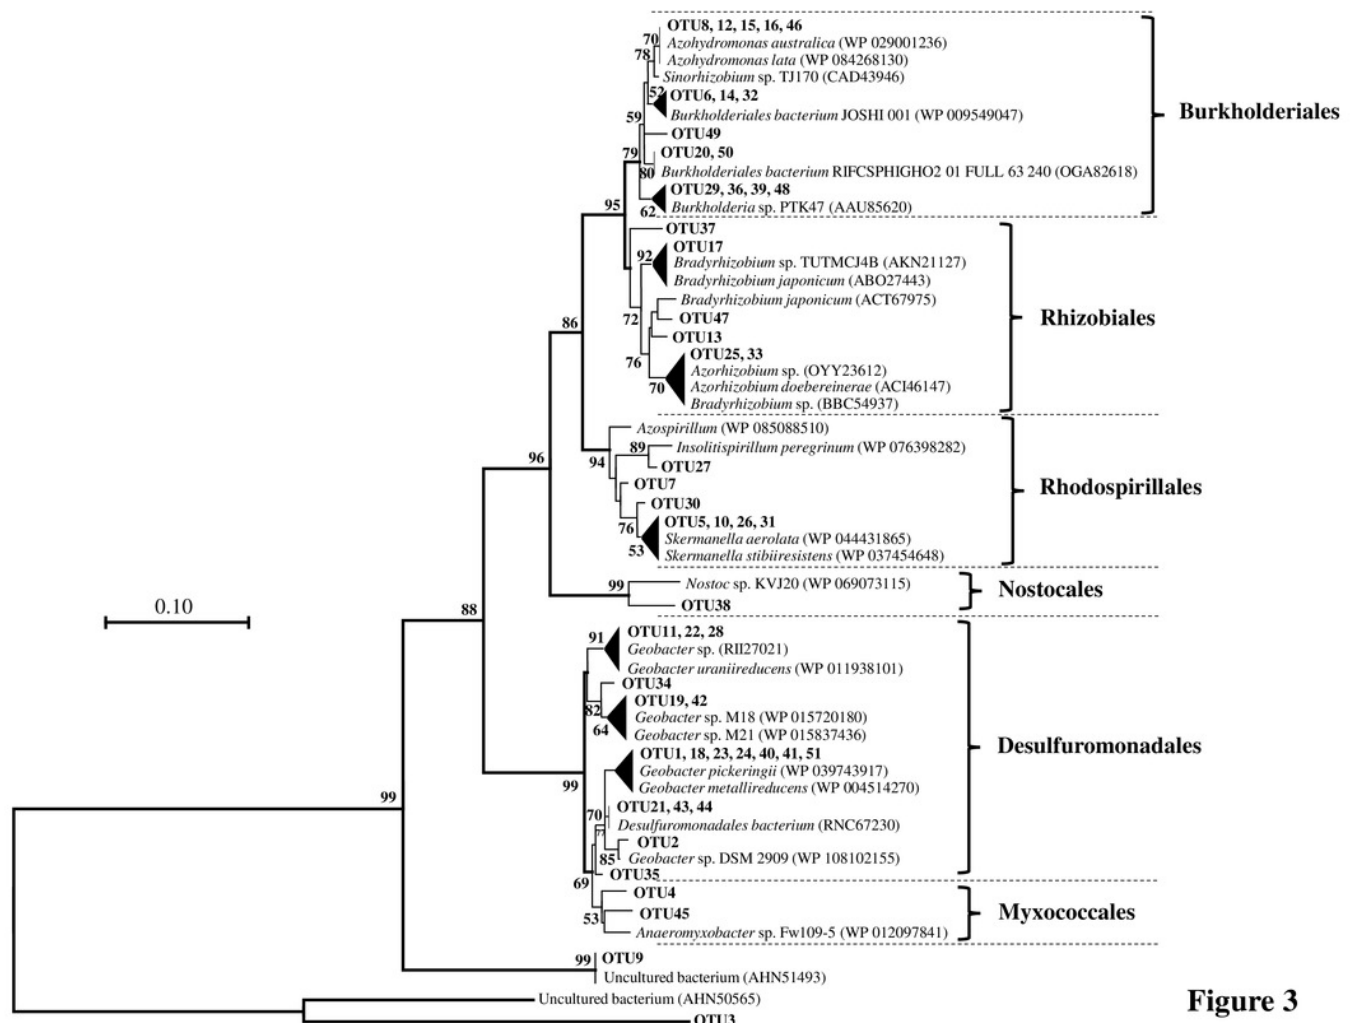 OTU8, 12, 15, 16, 46
70
Azohydromonas australica (WP 029001236)
78
Azohydromonas lata (WP 084268130)
Sinorhizobium sp. TJ170 (CAD43946)
52
OTU6, 14, 32
Burkholderiales bacterium JOSHI 001 (WP 009549047)
Burkholderiales
59
OTU49
79
OTU20, 50
80
Burkholderiales bacterium RIFCSPHIGHO2 01 FULL 63 240 (OGA82618)
OTU29, 36, 39, 48
62
Burkholderia sp. PTK47 (AAU85620)
95
OTU37
OTU17
92
Bradyrhizobium sp. TUTMCJ4B (AKN21127)
Bradyrhizobium japonicum (ABO27443)
Bradyrhizobium japonicum (ACT67975)
72
OTU47
Rhizobiales
86
OTU13
76
OTU25, 33
Azorhizobium sp. (OYY23612)
70
Azorhizobium doebereinerae (ACI46147)
Bradyrhizobium sp. (BBC54937)
Azospirillum (WP 085088510)
89
Insolitispirillum peregrinum (WP 076398282)
96
94
OTU27
OTU7
Rhodospirillales
OTU30
76
OTU5, 10, 26, 31
Skermanella aerolata (WP 044431865)
53
Skermanella stibiiresistens (WP 037454648)
99
Nostoc sp. KVJ20 (WP 069073115)
Nostocales
OTU38
0.10
88
91
OTU11, 22, 28
Geobacter sp. (RII27021)
Geobacter uraniireducens (WP 011938101)
OTU34
82
OTU19, 42
64
Geobacter sp. M18 (WP 015720180)
Geobacter sp. M21 (WP 015837436)
Desulfuromonadales
OTU1, 18, 23, 24, 40, 41, 51
Geobacter pickeringii (WP 039743917)
99
Geobacter metallireducens (WP 004514270)
99
OTU21, 43, 44
70
Desulfuromonadales bacterium (RNC67230)
77
OTU2
85
Geobacter sp. DSM 2909 (WP 108102155)
OTU35
69
OTU4
53
OTU45
Myxococcales
Anaeromyxobacter sp. Fw109-5 (WP 012097841)
99
OTU9
Uncultured bacterium (AHN51493)
Uncultured bacterium (AHN50565)
Figure 3
OTU3